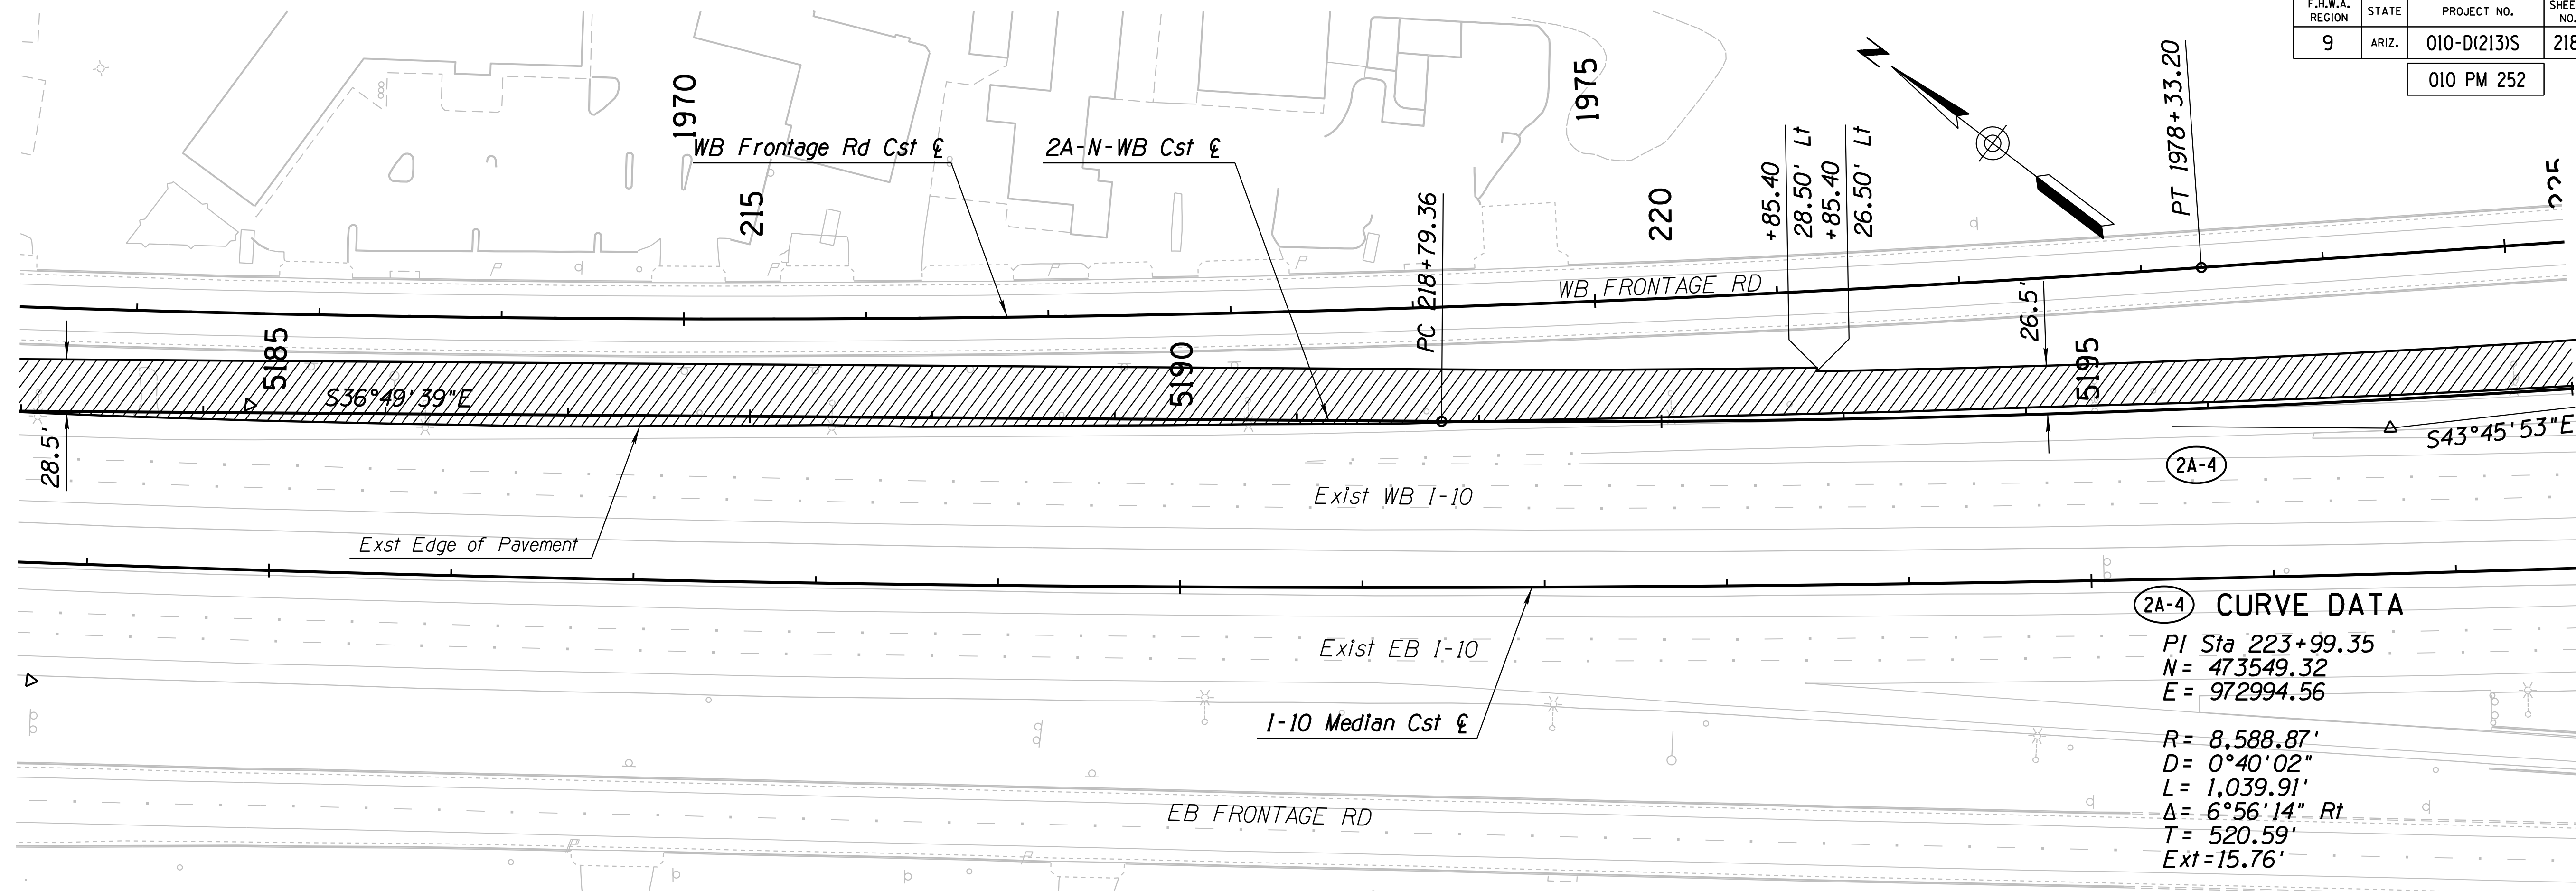 F.H.W.A. REGION
STATE
PROJECT NO.
9
ARIZ.
010-D(213)S
218
010 PM 252
1970
1975
WB Frontage Rd Cst ℄
2A-N-WB Cst ℄
215
220
PC 218+79.36
+85.40
28.50' Lt
+85.40
26.50' Lt
PT 1978+33.20
N
WB FRONTAGE RD
26.5'
5185
5190
5195
S36°49'39"E
28.5'
S43°45'53"E
2A-4
Exist WB I-10
Exst Edge of Pavement
Exist EB I-10
I-10 Median Cst ℄
EB FRONTAGE RD
2A-4 CURVE DATA
PI Sta 223+99.35
N= 473549.32
E= 972994.56
R= 8,588.87'
D= 0°40'02"
L= 1,039.91'
Δ= 6°56'14" Rt
T= 520.59'
Ext=15.76'